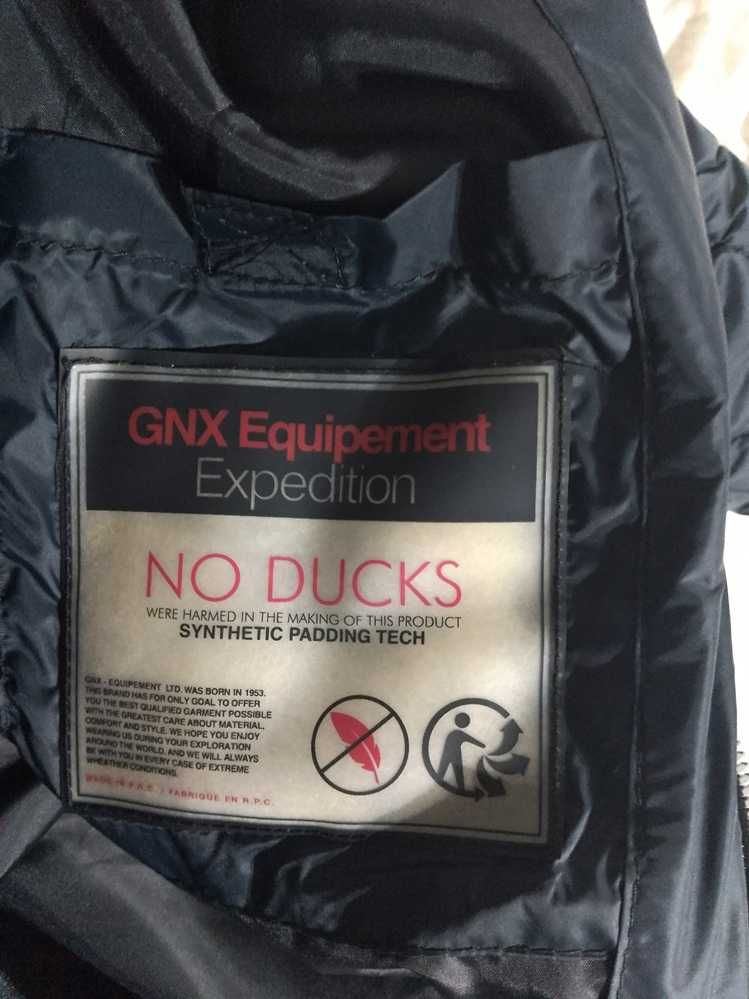 GNX Equipement
Expedition
NO DUCKS
WERE HARMED IN THE MAKING OF THIS PRODUCT
SYNTHETIC PADDING TECH
GNX - EQUIPEMENT LTD. WAS BORN IN 1953.
THIS BRAND HAS FOR ONLY GOAL TO OFFER
YOU THE BEST QUALIFIED GARMENT POSSIBLE
WITH THE GREATEST CARE ABOUT MATERIAL,
COMFORT AND STYLE. WE HOPE YOU ENJOY
WEARING US DURING YOUR EXPLORATION
AROUND THE WORLD. AND WE WILL ALWAYS
BE WITH YOU IN EVERY CASE OF EXTREME
WHEATHER CONDITIONS.
MADE IN P.R.C. / FABRIQUE EN R.P.C.